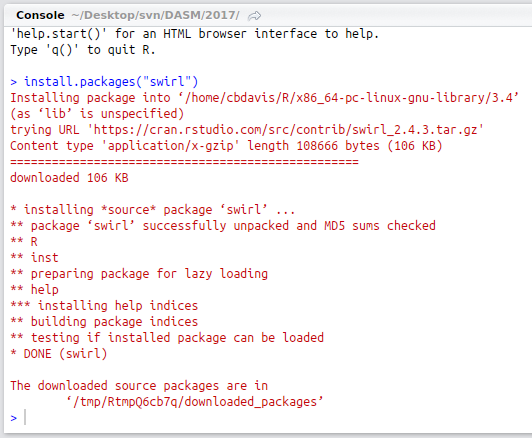 Console ~/Desktop/svn/DASM/2017/
'help.start()' for an HTML browser interface to help.
Type 'q()' to quit R.

> install.packages("swirl")
Installing package into ‘/home/cbdavis/R/x86_64-pc-linux-gnu-library/3.4’
(as ‘lib’ is unspecified)
trying URL 'https://cran.rstudio.com/src/contrib/swirl_2.4.3.tar.gz'
Content type 'application/x-gzip' length 108666 bytes (106 KB)
==================================================
downloaded 106 KB

* installing *source* package ‘swirl’ ...
** package ‘swirl’ successfully unpacked and MD5 sums checked
** R
** inst
** preparing package for lazy loading
** help
*** installing help indices
** building package indices
** testing if installed package can be loaded
* DONE (swirl)

The downloaded source packages are in
‘/tmp/RtmpQ6cb7q/downloaded_packages’
>